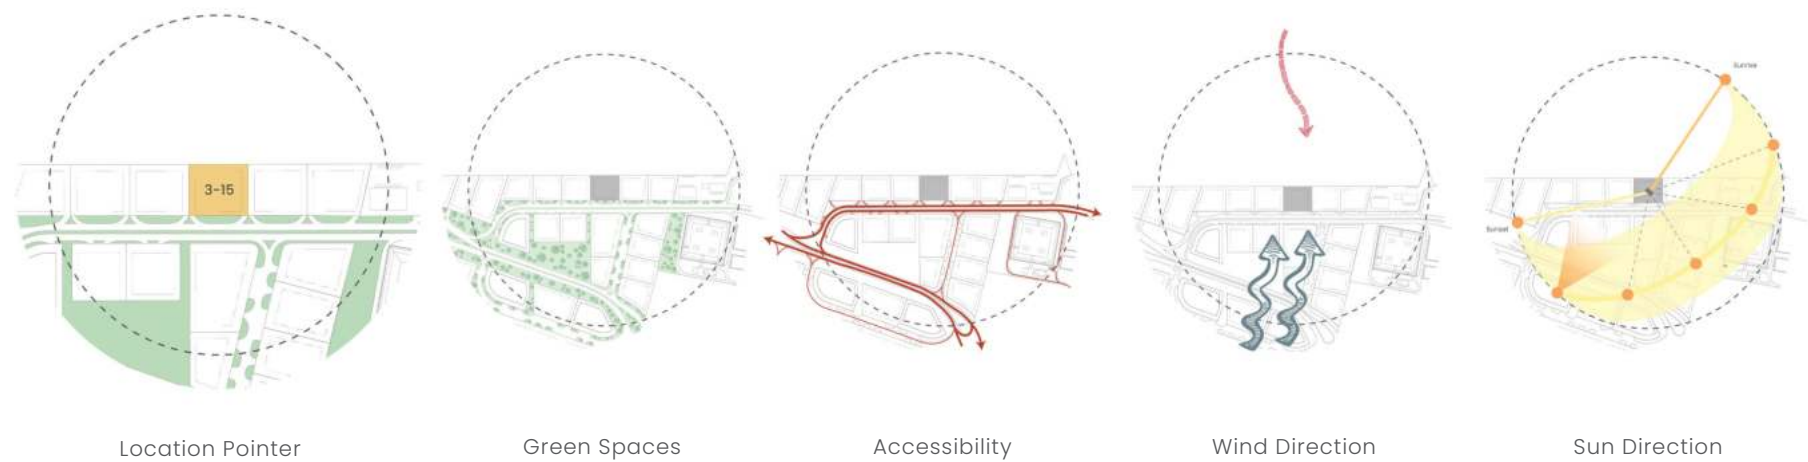 Sunrise
3-15
Sunset
Location Pointer
Green Spaces
Accessibility
Wind Direction
Sun Direction